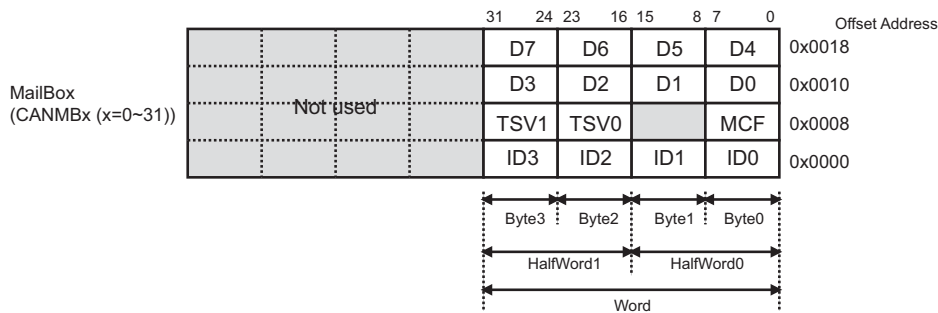 31 24 23 16 15 8 7 0 Offset Address
D7 D6 D5 D4 0x0018
D3 D2 D1 D0 0x0010
MailBox
(CANMBx (x=0~31))
Not used
TSV1 TSV0 MCF 0x0008
ID3 ID2 ID1 ID0 0x0000
Byte3 Byte2 Byte1 Byte0
HalfWord1 HalfWord0
Word